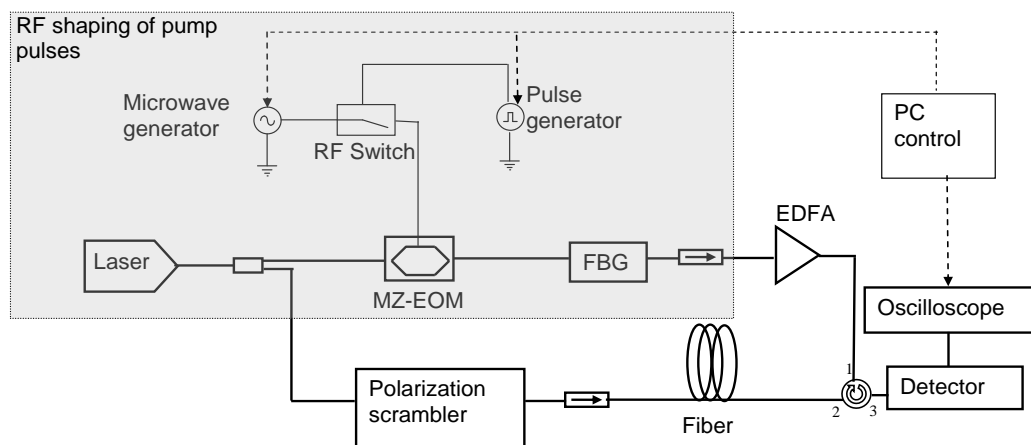 RF shaping of pump
pulses
Microwave
generator
Pulse
generator
RF Switch
PC
control
EDFA
Laser
FBG
MZ-EOM
Oscilloscope
Polarization
scrambler
Fiber
1
2
3
Detector